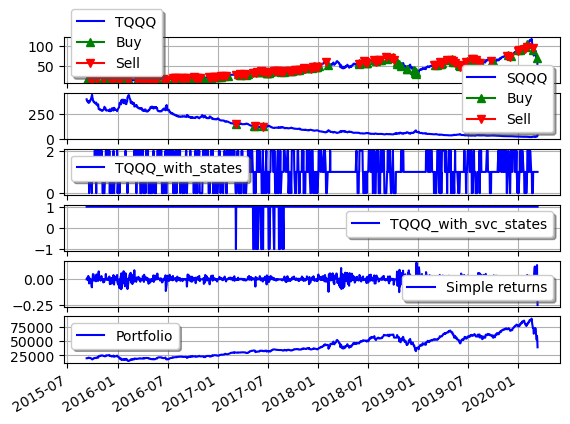 TQQQ
Buy
Sell
100
50
SQQQ
Buy
Sell
250
0
TQQQ_with_states
2
0
TQQQ_with_svc_states
1
0
−1
Simple returns
0.00
−0.25
Portfolio
75000
50000
25000
2015-07
2016-01
2016-07
2017-01
2017-07
2018-01
2018-07
2019-01
2019-07
2020-01